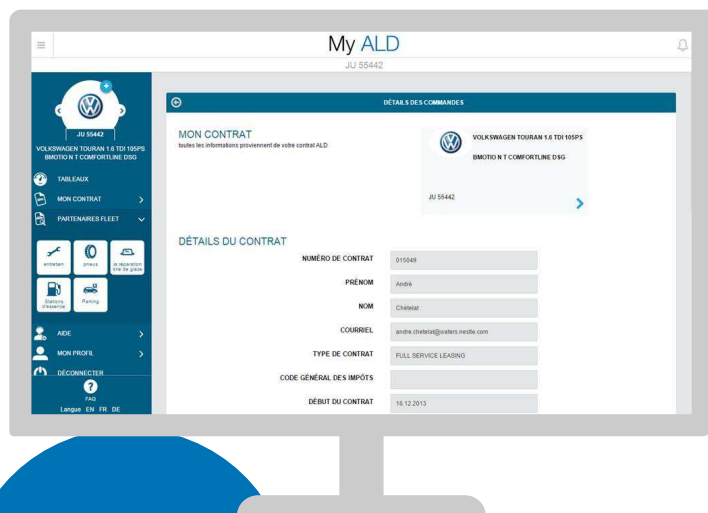 My ALD
JU 55442
JU 55442
VOLKSWAGEN TOURAN 1.6 TDI 105PS
BMOTIO N T COMFORTLINE DSG
TABLEAUX
MON CONTRAT
PARTENAIRES FLEET
entretien
pneus
la réparation
bris de glace
Stations
d'essence
Parking
AIDE
MON PROFIL
DÉCONNECTER
?
FAQ
Langue EN FR DE
DÉTAILS DES COMMANDES
MON CONTRAT
toutes les informations proviennent de votre contrat ALD
VOLKSWAGEN TOURAN 1.6 TDI 105PS
BMOTIO N T COMFORTLINE DSG
JU 55442
DÉTAILS DU CONTRAT
NUMÉRO DE CONTRAT 015049
PRÉNOM André
NOM Chételat
COURRIEL andre.chetelat@waters.nestle.com
TYPE DE CONTRAT FULL SERVICE LEASING
CODE GÉNÉRAL DES IMPÔTS
DÉBUT DU CONTRAT 16.12.2013